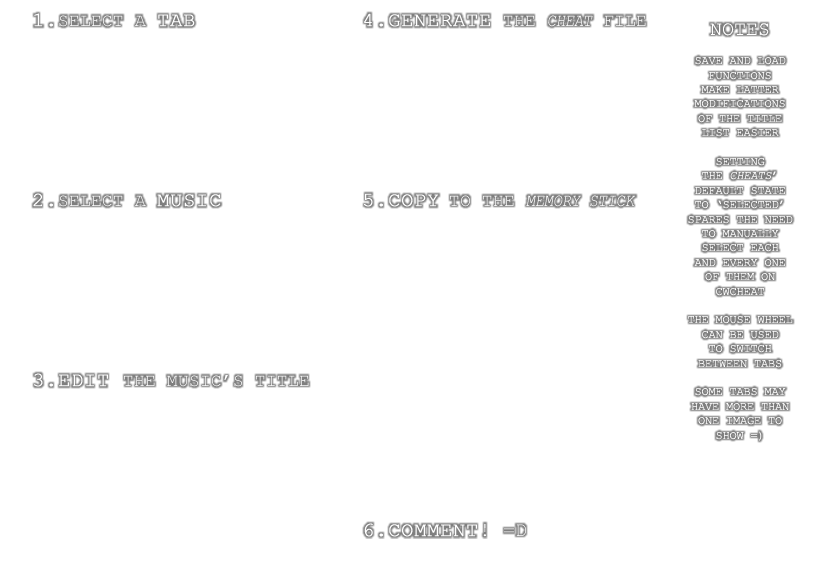 1.SELECT A TAB
2.SELECT A MUSIC
3.EDIT THE MUSIC'S TITLE
4.GENERATE THE CHEAT FILE
5.COPY TO THE MEMORY STICK
6.COMMENT! =D
NOTES
SAVE AND LOAD
FUNCTIONS
MAKE LATTER
MODIFICATIONS
OF THE TITLE
LIST EASIER
SETTING
THE CHEATS'
DEFAULT STATE
TO 'SELECTED'
SPARES THE NEED
TO MANUALLY
SELECT EACH
AND EVERY ONE
OF THEM ON
CWCHEAT
THE MOUSE WHEEL
CAN BE USED
TO SWITCH
BETWEEN TABS
SOME TABS MAY
HAVE MORE THAN
ONE IMAGE TO
SHOW =)